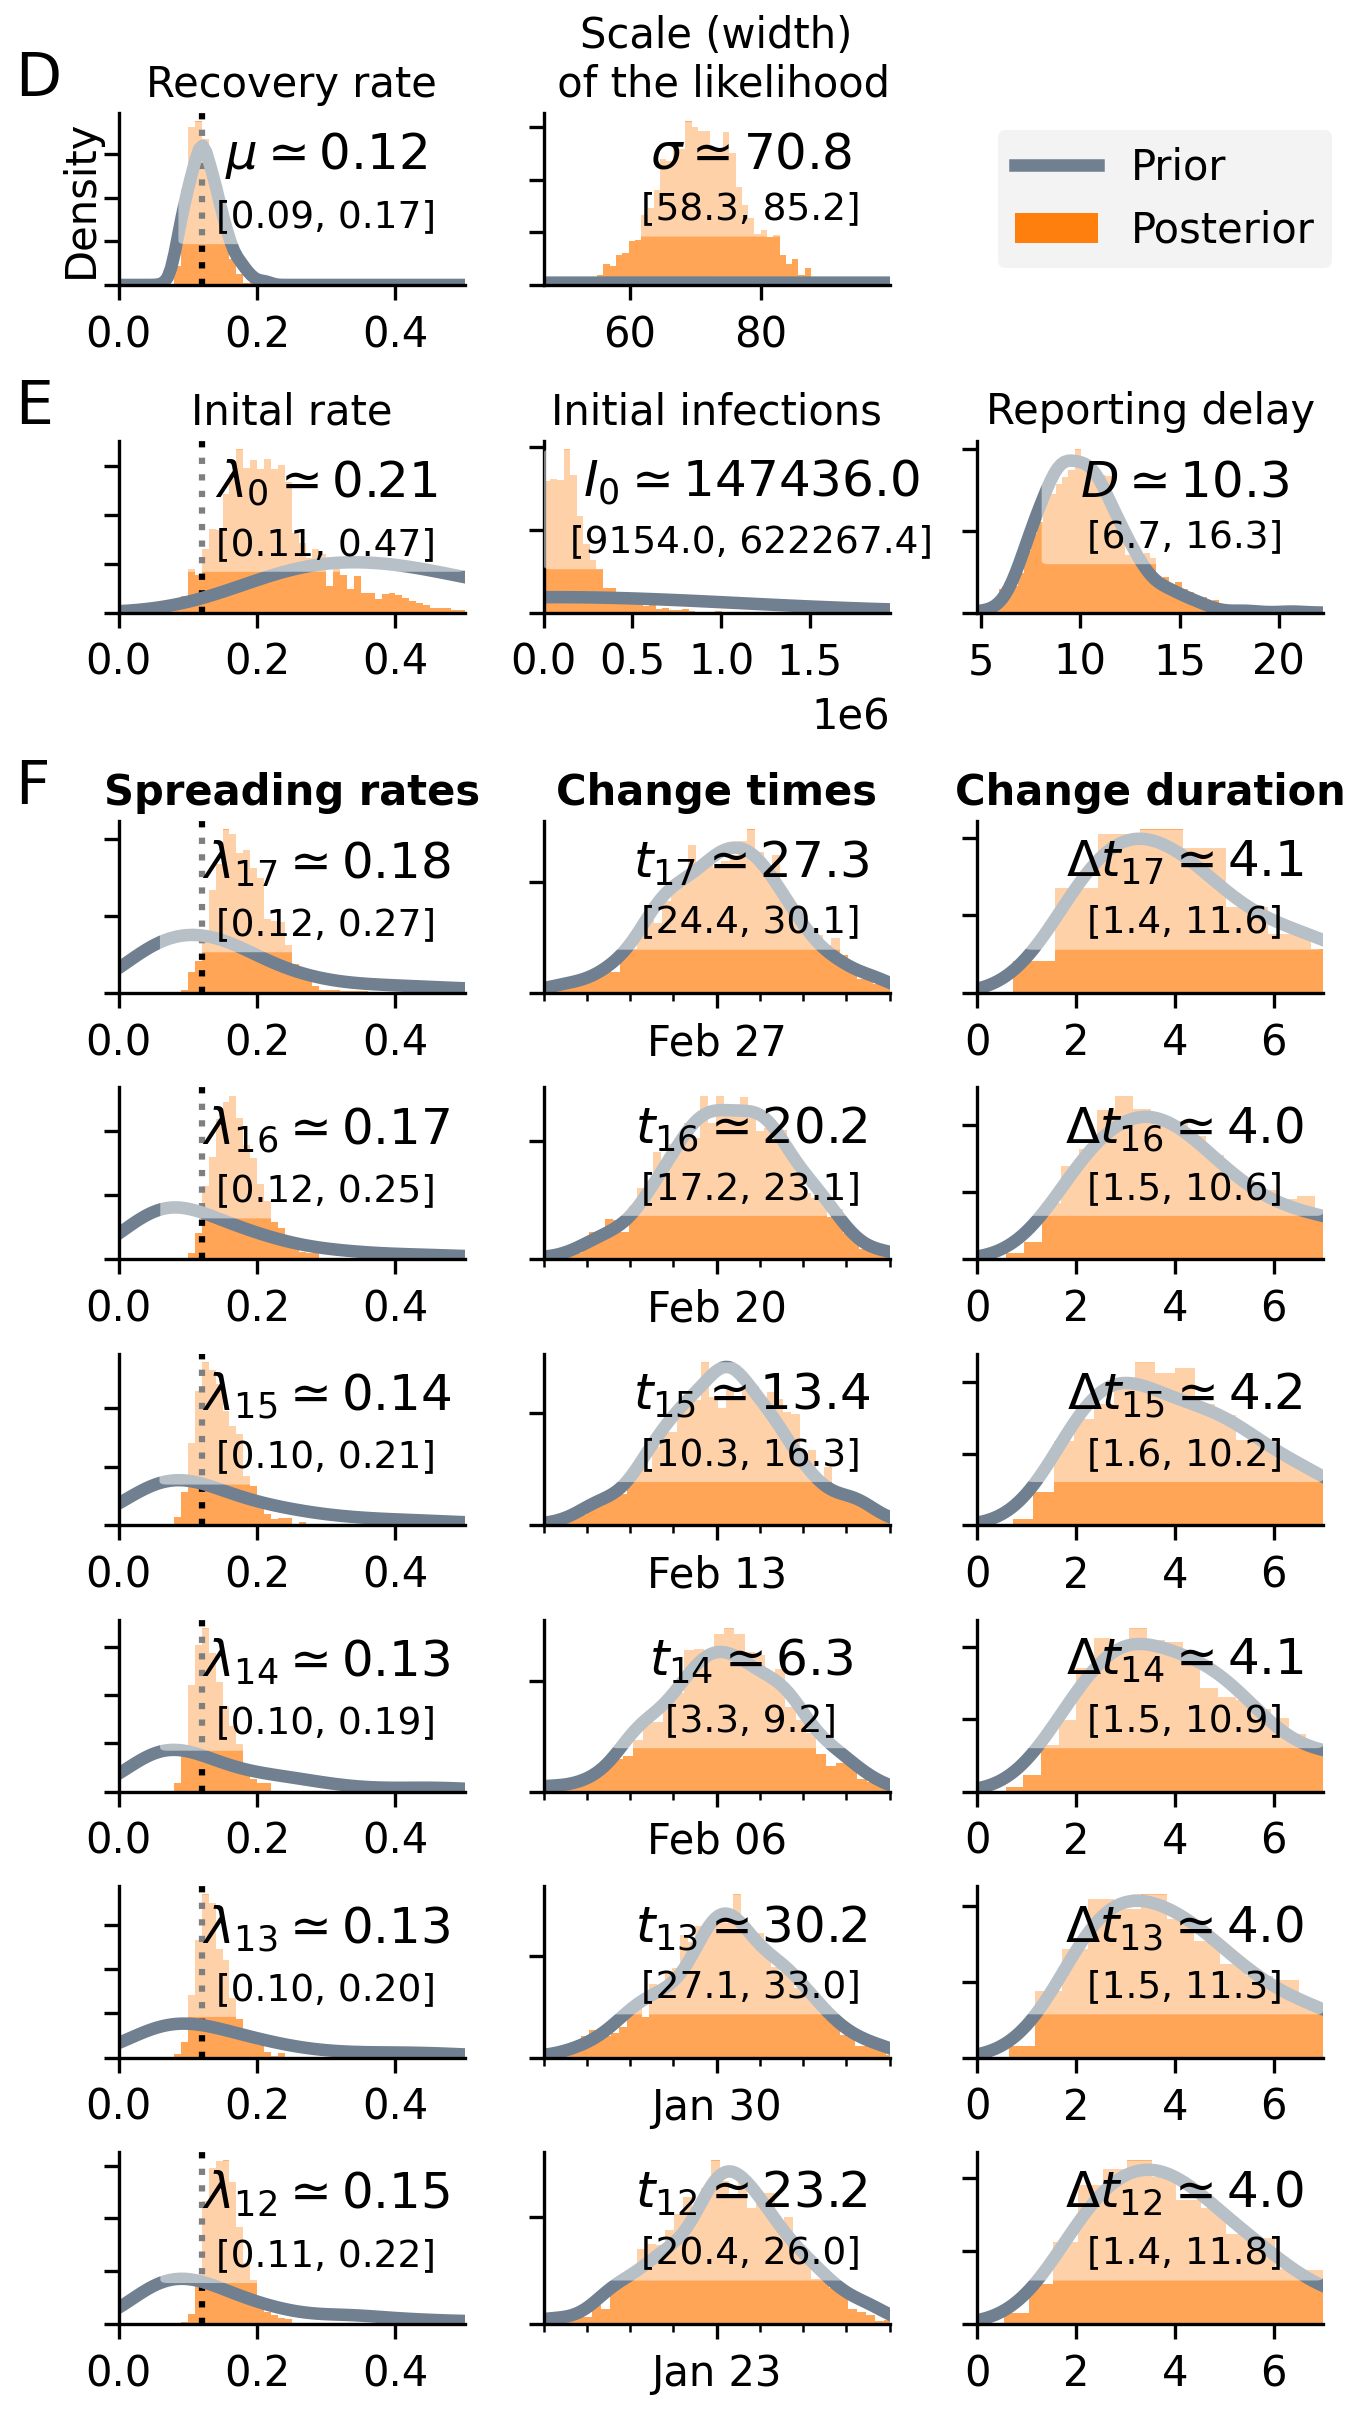 D
Recovery rate
Scale (width)
of the likelihood
Density
μ ≃ 0.12
[0.09, 0.17]
0.0 0.2 0.4
σ ≃ 70.8
[58.3, 85.2]
60 80
Prior
Posterior
E
Inital rate
λ0 ≃ 0.21
[0.11, 0.47]
0.0 0.2 0.4
Initial infections
I0 ≃ 147436.0
[9154.0, 622267.4]
0.0 0.5 1.0 1.5
1e6
Reporting delay
D ≃ 10.3
[6.7, 16.3]
5 10 15 20
F
Spreading rates
Change times
Change duration
λ17 ≃ 0.18
[0.12, 0.27]
0.0 0.2 0.4
t17 ≃ 27.3
[24.4, 30.1]
Feb 27
Δt17 ≃ 4.1
[1.4, 11.6]
0 2 4 6
λ16 ≃ 0.17
[0.12, 0.25]
0.0 0.2 0.4
t16 ≃ 20.2
[17.2, 23.1]
Feb 20
Δt16 ≃ 4.0
[1.5, 10.6]
0 2 4 6
λ15 ≃ 0.14
[0.10, 0.21]
0.0 0.2 0.4
t15 ≃ 13.4
[10.3, 16.3]
Feb 13
Δt15 ≃ 4.2
[1.6, 10.2]
0 2 4 6
λ14 ≃ 0.13
[0.10, 0.19]
0.0 0.2 0.4
t14 ≃ 6.3
[3.3, 9.2]
Feb 06
Δt14 ≃ 4.1
[1.5, 10.9]
0 2 4 6
λ13 ≃ 0.13
[0.10, 0.20]
0.0 0.2 0.4
t13 ≃ 30.2
[27.1, 33.0]
Jan 30
Δt13 ≃ 4.0
[1.5, 11.3]
0 2 4 6
λ12 ≃ 0.15
[0.11, 0.22]
0.0 0.2 0.4
t12 ≃ 23.2
[20.4, 26.0]
Jan 23
Δt12 ≃ 4.0
[1.4, 11.8]
0 2 4 6